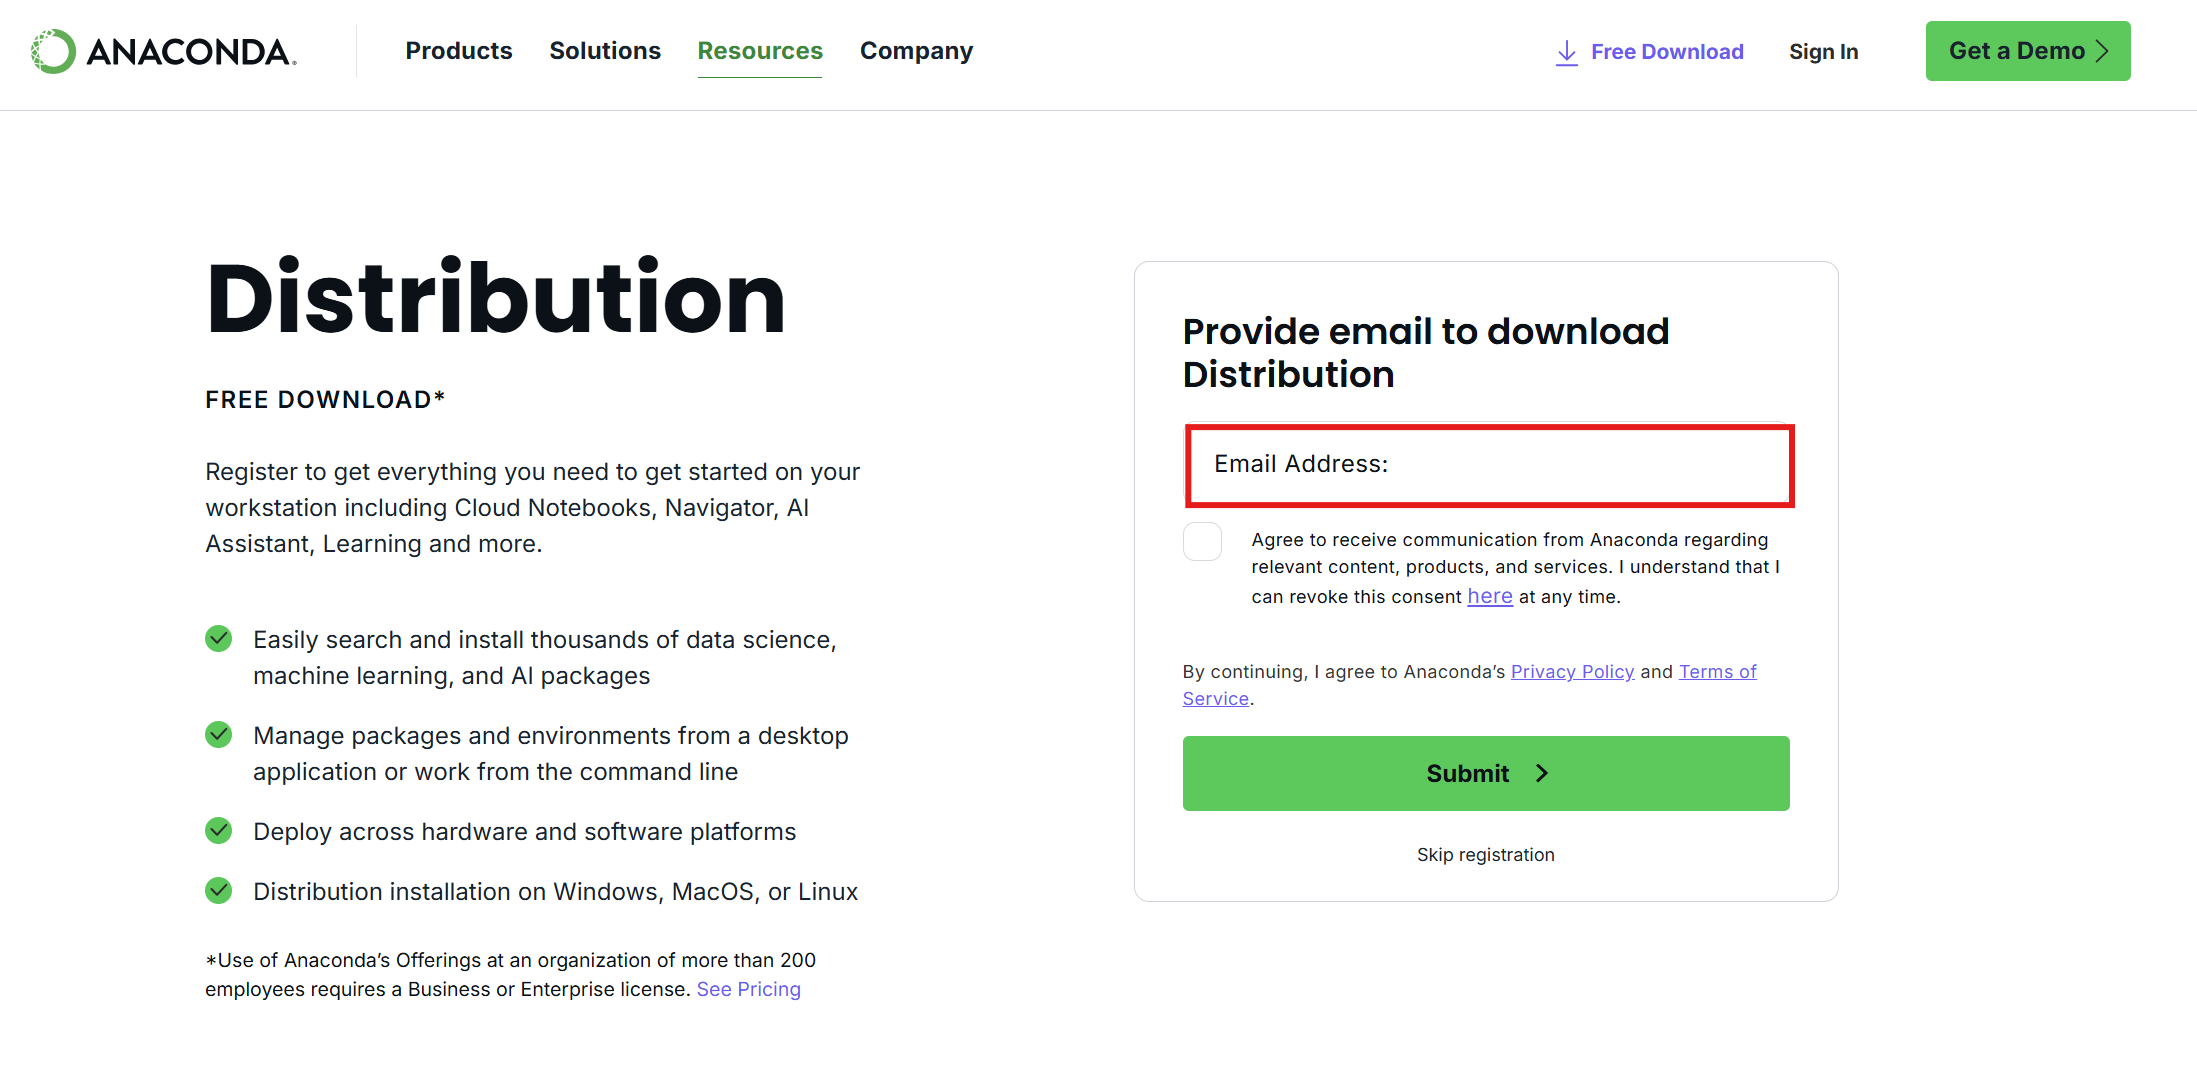 ANACONDA.
Products
Solutions
Resources
Company
Free Download
Sign In
Get a Demo
Distribution
FREE DOWNLOAD*
Register to get everything you need to get started on your
workstation including Cloud Notebooks, Navigator, AI
Assistant, Learning and more.
Easily search and install thousands of data science,
machine learning, and AI packages
Manage packages and environments from a desktop
application or work from the command line
Deploy across hardware and software platforms
Distribution installation on Windows, MacOS, or Linux
*Use of Anaconda’s Offerings at an organization of more than 200
employees requires a Business or Enterprise license. See Pricing
Provide email to download
Distribution
Email Address:
Agree to receive communication from Anaconda regarding
relevant content, products, and services. I understand that I
can revoke this consent here at any time.
By continuing, I agree to Anaconda’s Privacy Policy and Terms of
Service.
Submit
Skip registration